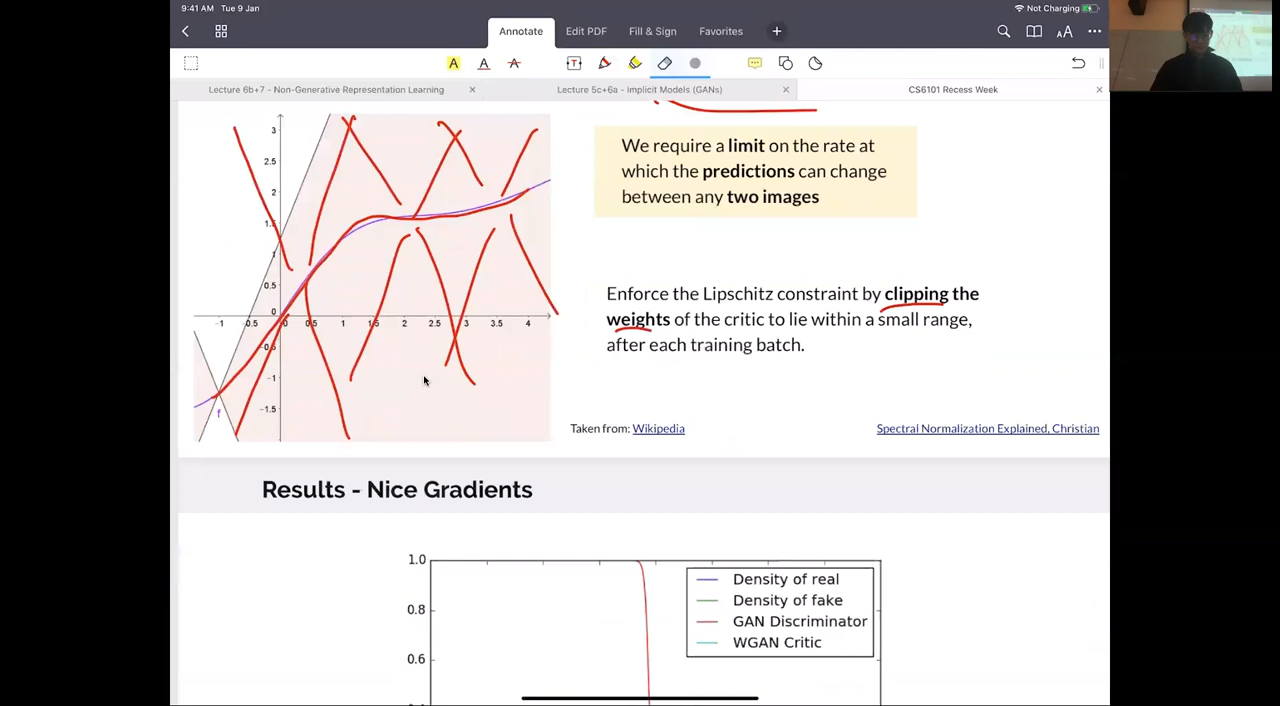 9:41 AM Tue 9 Jan
Not Charging
Annotate
Edit PDF
Fill & Sign
Favorites
Lecture 6b+7 - Non-Generative Representation Learning
Lecture 5c+6a - Implicit Models (GANs)
CS6101 Recess Week
We require a limit on the rate at
which the predictions can change
between any two images
Enforce the Lipschitz constraint by clipping the
weights of the critic to lie within a small range,
after each training batch.
3
2.5
2
1.5
1
0.5
0
-1 -0.5 0 0.5 1 1.5 2 2.5 3 3.5 4
-0.5
-1
-1.5
f
Taken from: Wikipedia
Spectral Normalization Explained, Christian
Results - Nice Gradients
1.0
0.8
0.6
Density of real
Density of fake
GAN Discriminator
WGAN Critic